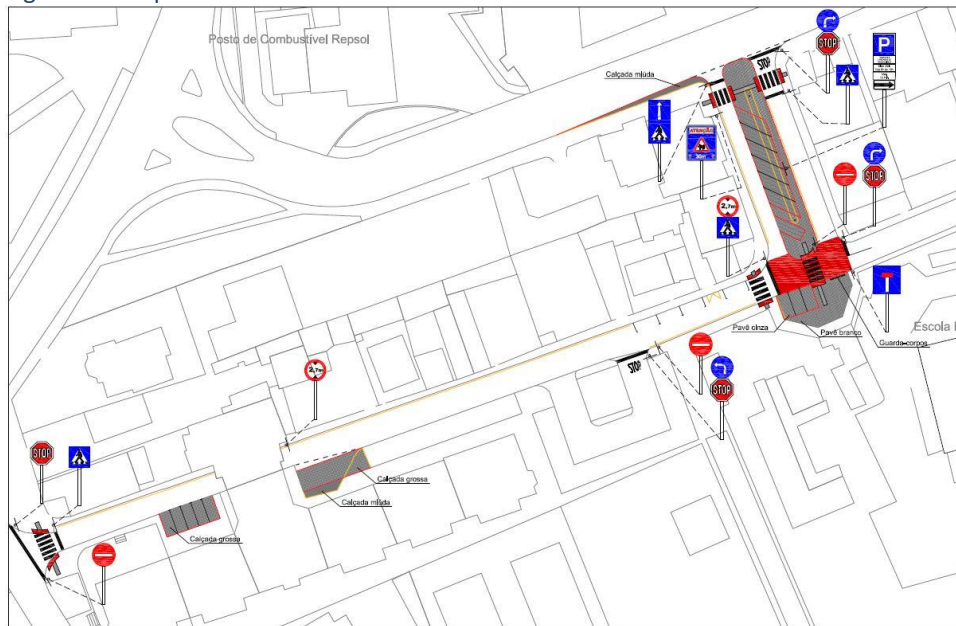 Posto de Combustível Repsol
Calçada miúda
STOP
STOP
P
ATENÇÃO
2,7m
STOP
Pavê cinza
Pavê branco
Guarda-corpos
Escola
STOP
STOP
2,7m
Calçada grossa
Calçada miúda
Calçada grossa
STOP